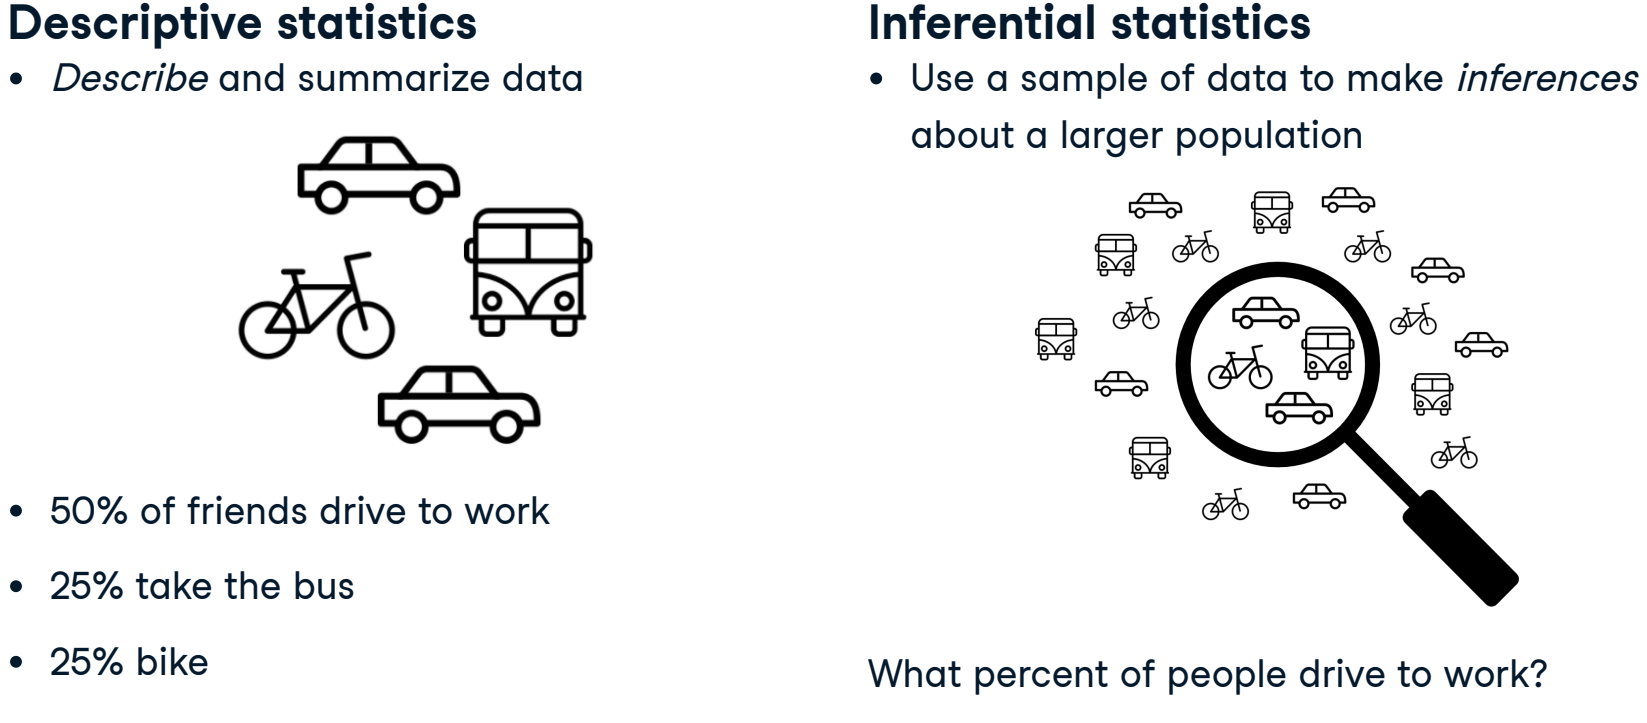 Descriptive statistics
• Describe and summarize data
• 50% of friends drive to work
• 25% take the bus
• 25% bike
Inferential statistics
• Use a sample of data to make inferences
about a larger population
What percent of people drive to work?